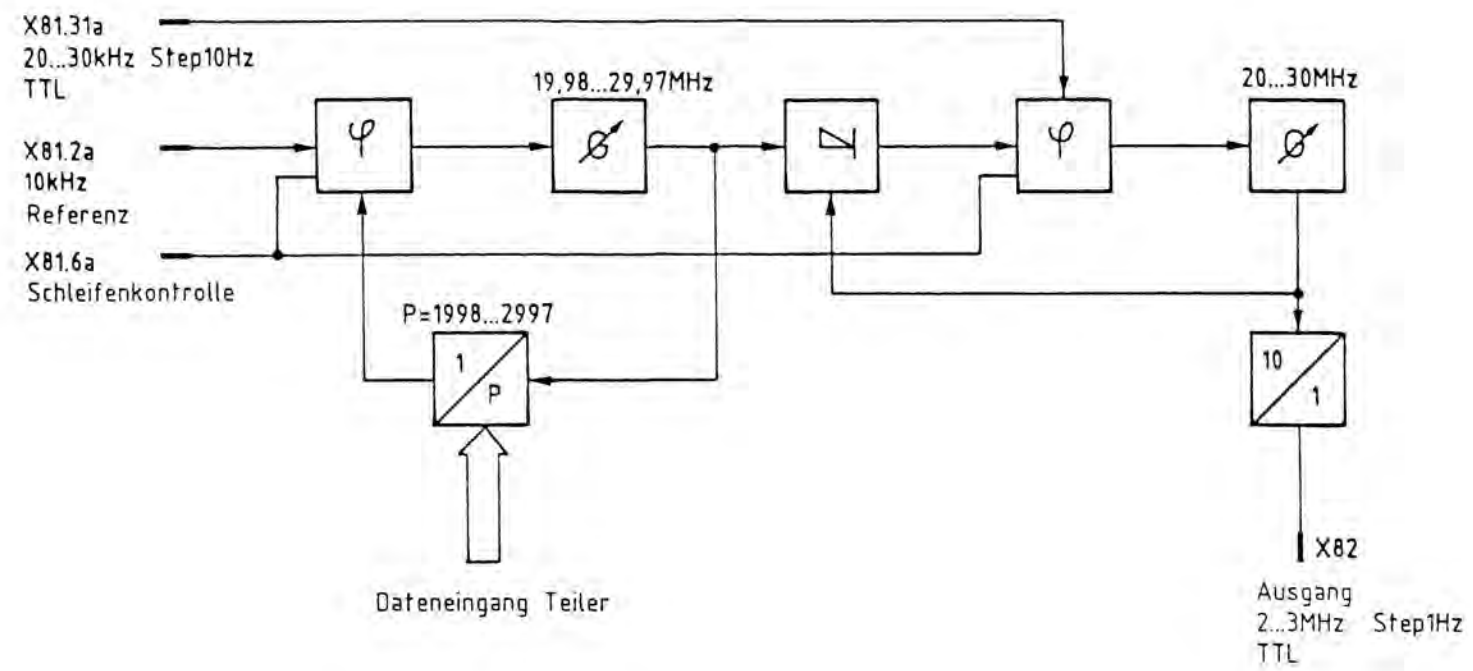 X81.31a
20...30kHz Step10Hz
TTL
19,98...29,97MHz
20...30MHz
φ
G
φ
G
X81.2a
10kHz
Referenz
X81.6a
Schleifenkontrolle
P=1998...2997
1
P
10
1
X82
Dateneingang Teiler
Ausgang
2...3MHz Step1Hz
TTL